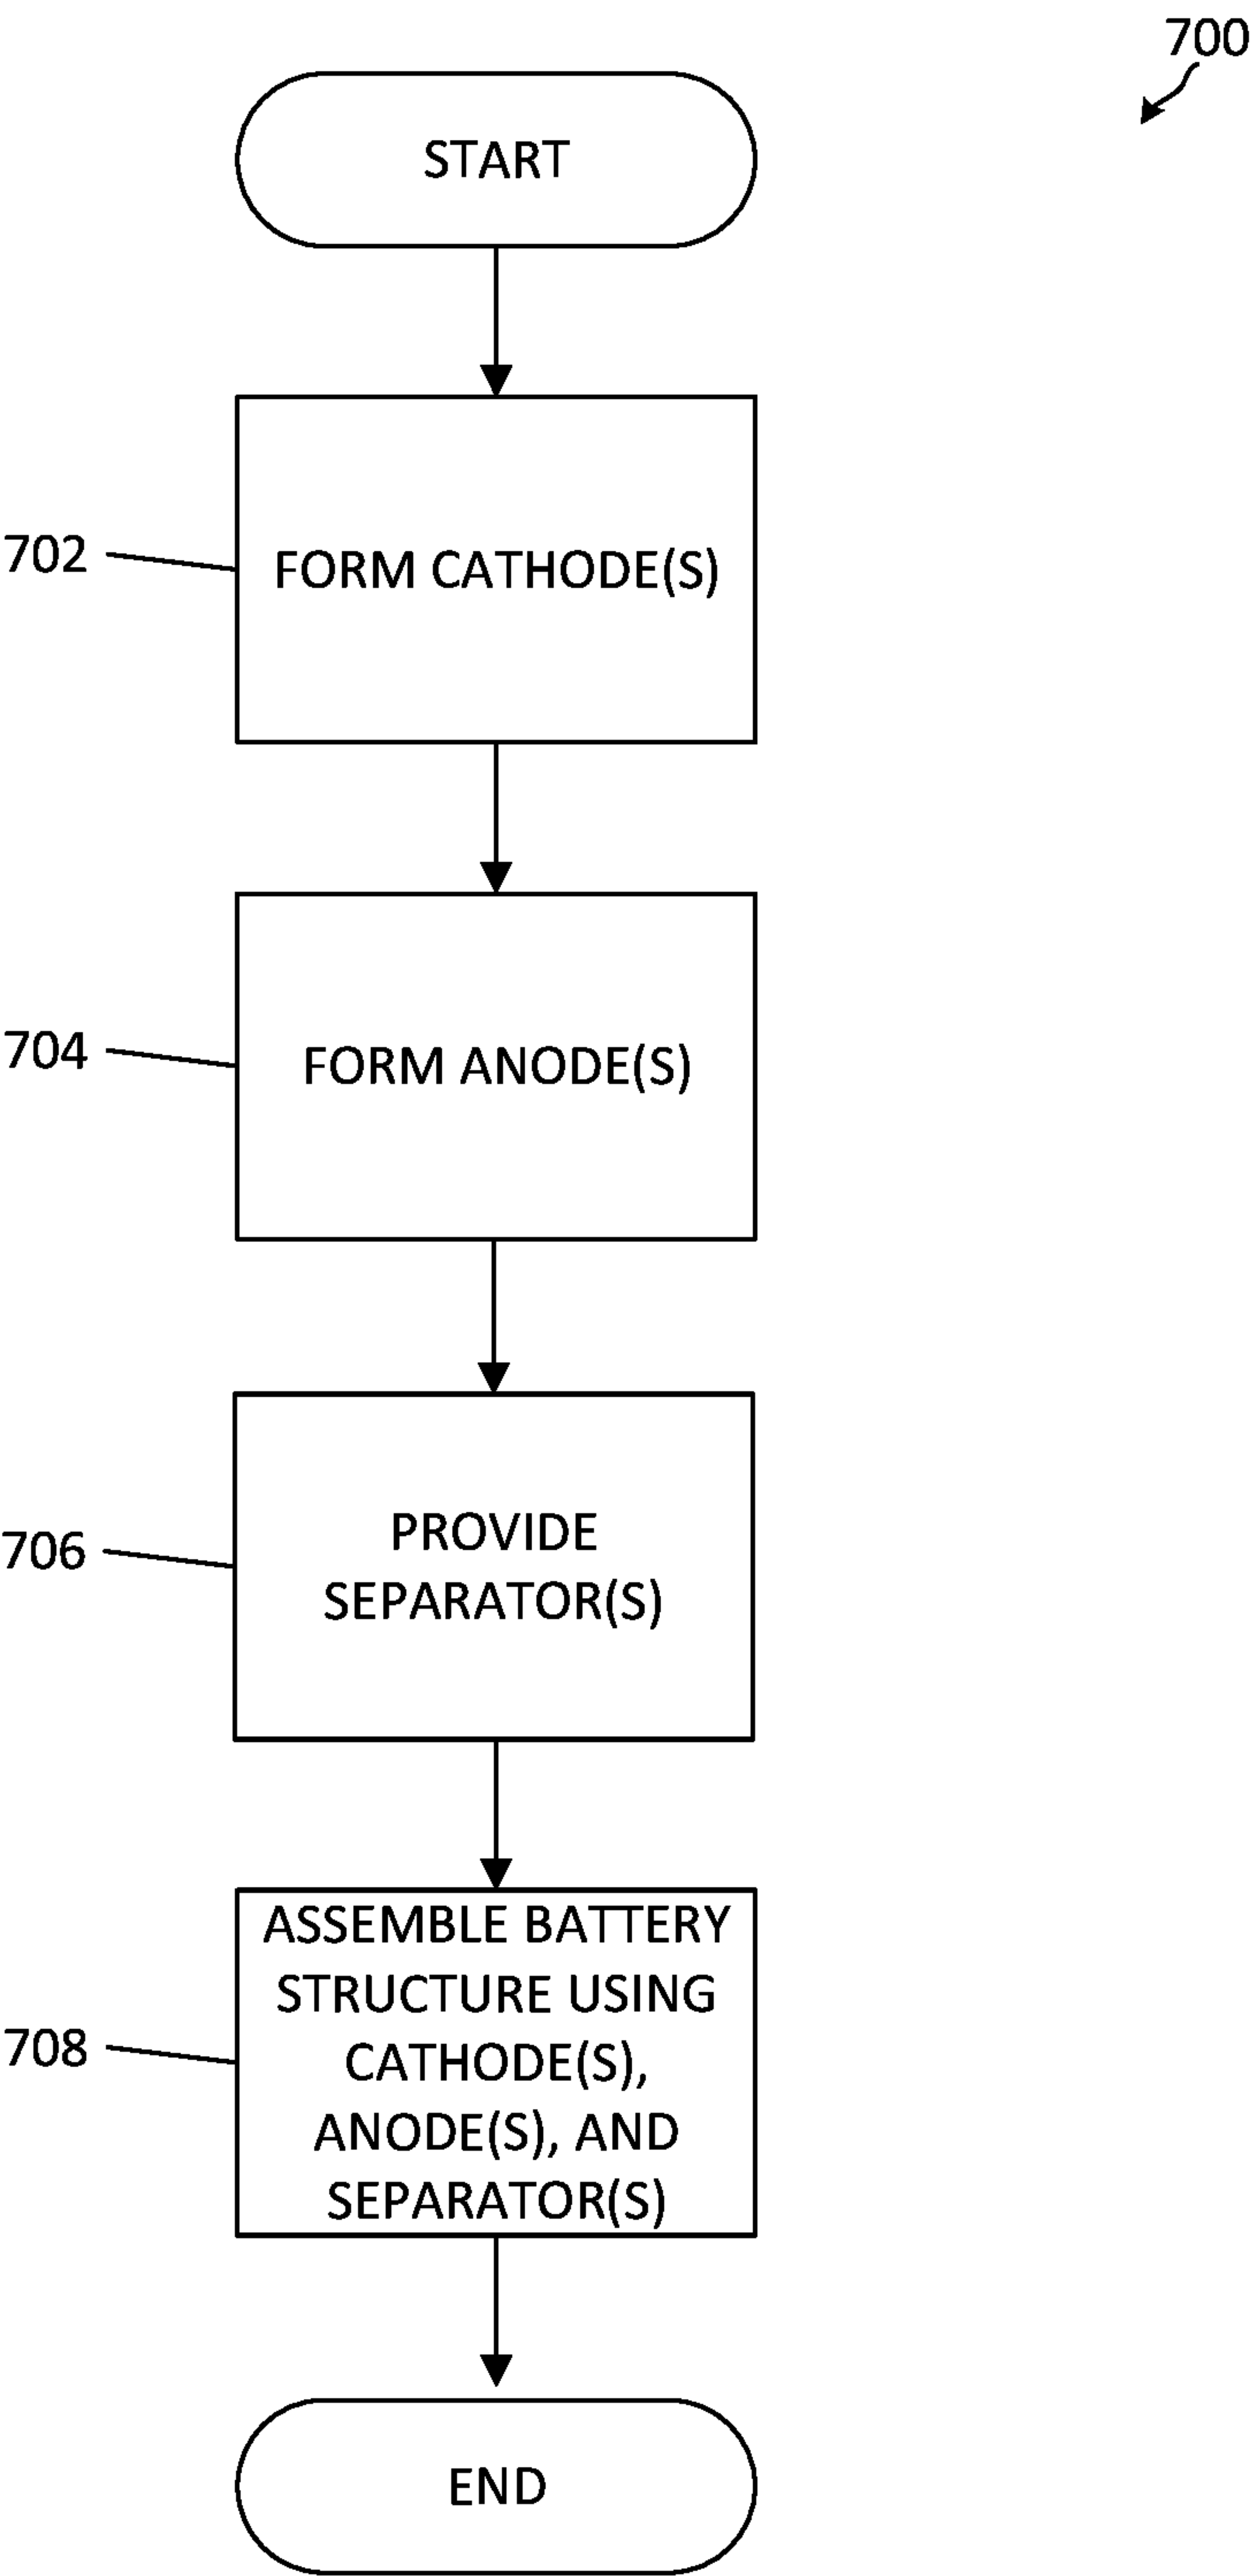 700
START
702
FORM CATHODE(S)
704
FORM ANODE(S)
706
PROVIDE
SEPARATOR(S)
708
ASSEMBLE BATTERY
STRUCTURE USING
CATHODE(S),
ANODE(S), AND
SEPARATOR(S)
END